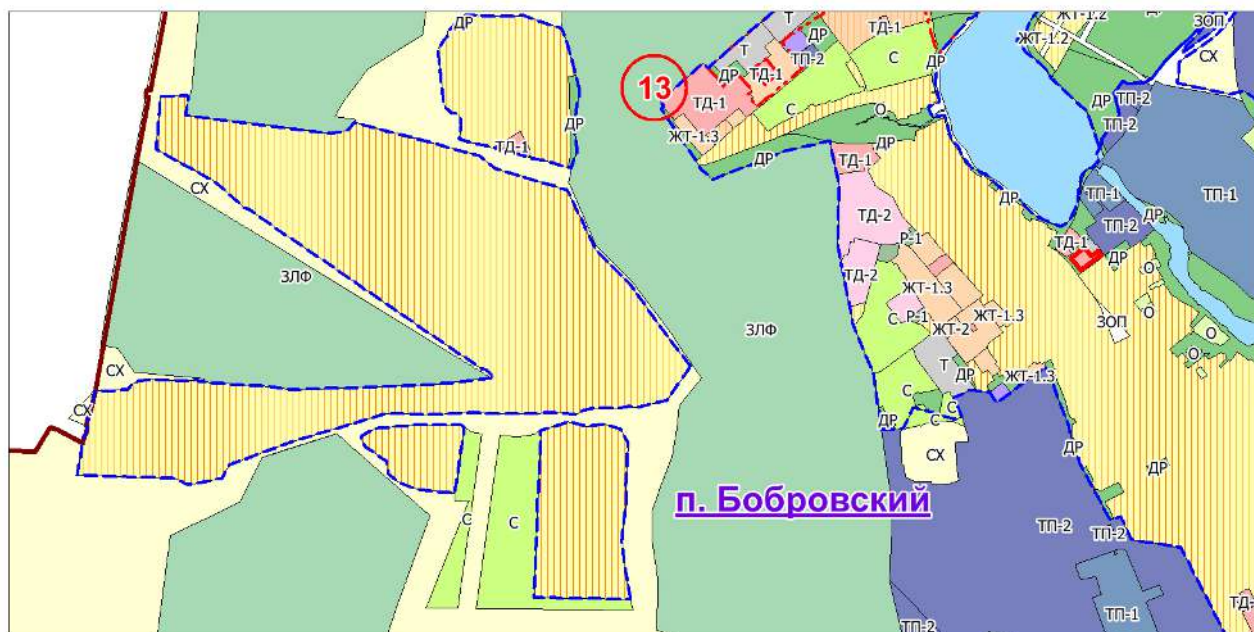 ДР
Т
ДР
ТД-1
ЖТ-1.2
ЗОП
Т
ТП-2
ЖТ-1.2
СХ
13
ДР
ТД-1
С
ДР
ТД-1
С
О
ДР
ТП-2
ТП-2
ДР
ТД-1
ЖТ-1.3
ДР
ДР
ТД-1
СХ
ДР
ТП-1
ТП-1
ТД-2
ДР
ТП-2
Р-1
ТД-1
ДР
ЗЛФ
ТД-2
ЖТ-1.3
О
О
С
Р-1
ЖТ-1.3
ЗЛФ
ЖТ-2
ЗОП
О
О
СХ
Т
ДР
ЖТ-1.3
СХ
С
С
ДР
С
ДР
СХ
ДР
п. Бобровский
С
С
ТП-2
ТП-2
ТД-
ТП-1
ТП-2